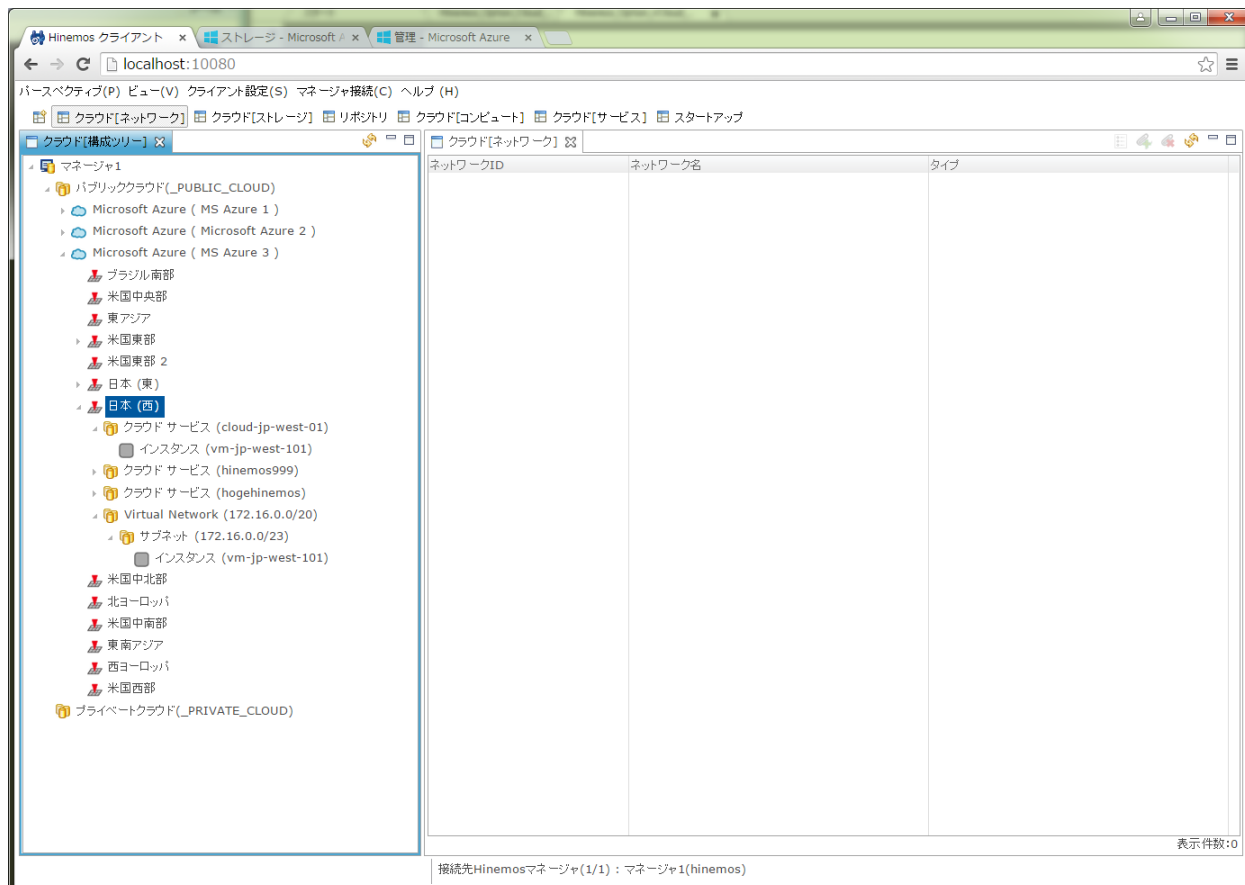 Hinemos クライアント
ストレージ - Microsoft A
管理 - Microsoft Azure
localhost:10080
パースペクティブ(P) ビュー(V) クライアント設定(S) マネージャ接続(C) ヘルプ (H)
クラウド[ネットワーク] クラウド[ストレージ] リポジトリ クラウド[コンピュート] クラウド[サービス] スタートアップ
クラウド[構成ツリー]
マネージャ1
パブリッククラウド(_PUBLIC_CLOUD)
Microsoft Azure ( MS Azure 1 )
Microsoft Azure ( Microsoft Azure 2 )
Microsoft Azure ( MS Azure 3 )
ブラジル南部
米国中央部
東アジア
米国東部
米国東部 2
日本 (東)
日本 (西)
クラウド サービス (cloud-jp-west-01)
インスタンス (vm-jp-west-101)
クラウド サービス (hinemos999)
クラウド サービス (hogehinemos)
Virtual Network (172.16.0.0/20)
サブネット (172.16.0.0/23)
インスタンス (vm-jp-west-101)
米国中北部
北ヨーロッパ
米国中南部
東南アジア
西ヨーロッパ
米国西部
プライベートクラウド(_PRIVATE_CLOUD)
クラウド[ネットワーク]
ネットワークID ネットワーク名 タイプ
表示件数:0
接続先Hinemosマネージャ(1/1) : マネージャ1(hinemos)